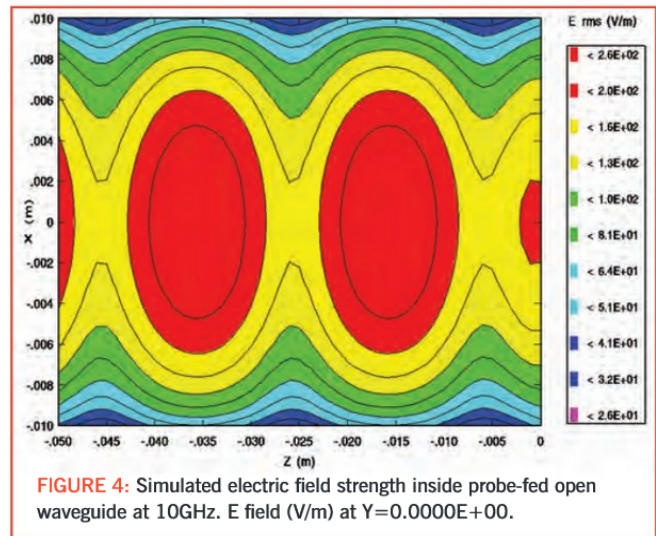 E rms (V/m)
.010
.008
.006
.004
.002
0
-.002
-.004
-.006
-.008
-.010
X (m)
-.050 -.045 -.040 -.035 -.030 -.025 -.020 -.015 -.010 -.005 0
Z (m)
< 2.6E+02
< 2.0E+02
< 1.6E+02
< 1.3E+02
< 1.0E+02
< 8.1E+01
< 6.4E+01
< 5.1E+01
< 4.1E+01
< 3.2E+01
< 2.6E+01
FIGURE 4: Simulated electric field strength inside probe-fed open
waveguide at 10GHz. E field (V/m) at Y=0.0000E+00.